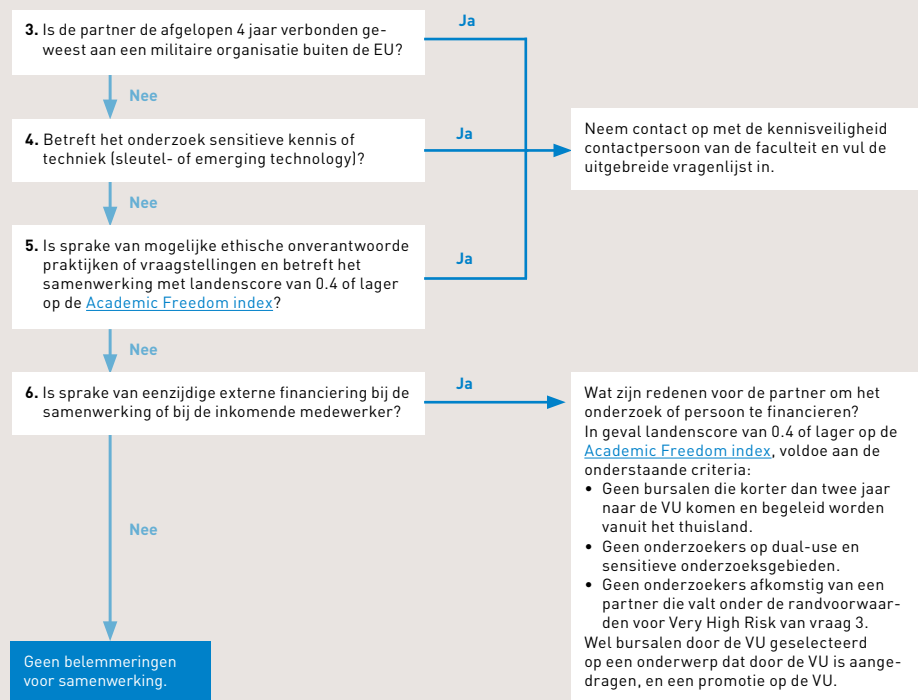 3. Is de partner de afgelopen 4 jaar verbonden ge-
weest aan een militaire organisatie buiten de EU?
Ja
Nee
4. Betreft het onderzoek sensitieve kennis of
techniek (sleutel- of emerging technology)?
Ja
Neem contact op met de kennisveiligheid
contactpersoon van de faculteit en vul de
uitgebreide vragenlijst in.
Nee
5. Is sprake van mogelijke ethische onverantwoorde
praktijken of vraagstellingen en betreft het
samenwerking met landenscore van 0.4 of lager
op de Academic Freedom index?
Ja
Nee
6. Is sprake van eenzijdige externe financiering bij de
samenwerking of bij de inkomende medewerker?
Ja
Wat zijn redenen voor de partner om het
onderzoek of persoon te financieren?
In geval landenscore van 0.4 of lager op de
Academic Freedom index, voldoe aan de
onderstaande criteria:
• Geen bursalen die korter dan twee jaar
naar de VU komen en begeleid worden
vanuit het thuisland.
• Geen onderzoekers op dual-use en
sensitieve onderzoeksgebieden.
• Geen onderzoekers afkomstig van een
partner die valt onder de randvoorwaar-
den voor Very High Risk van vraag 3.
Wel bursalen door de VU geselecteerd
op een onderwerp dat door de VU is aange-
dragen, en een promotie op de VU.
Nee
Geen belemmeringen
voor samenwerking.